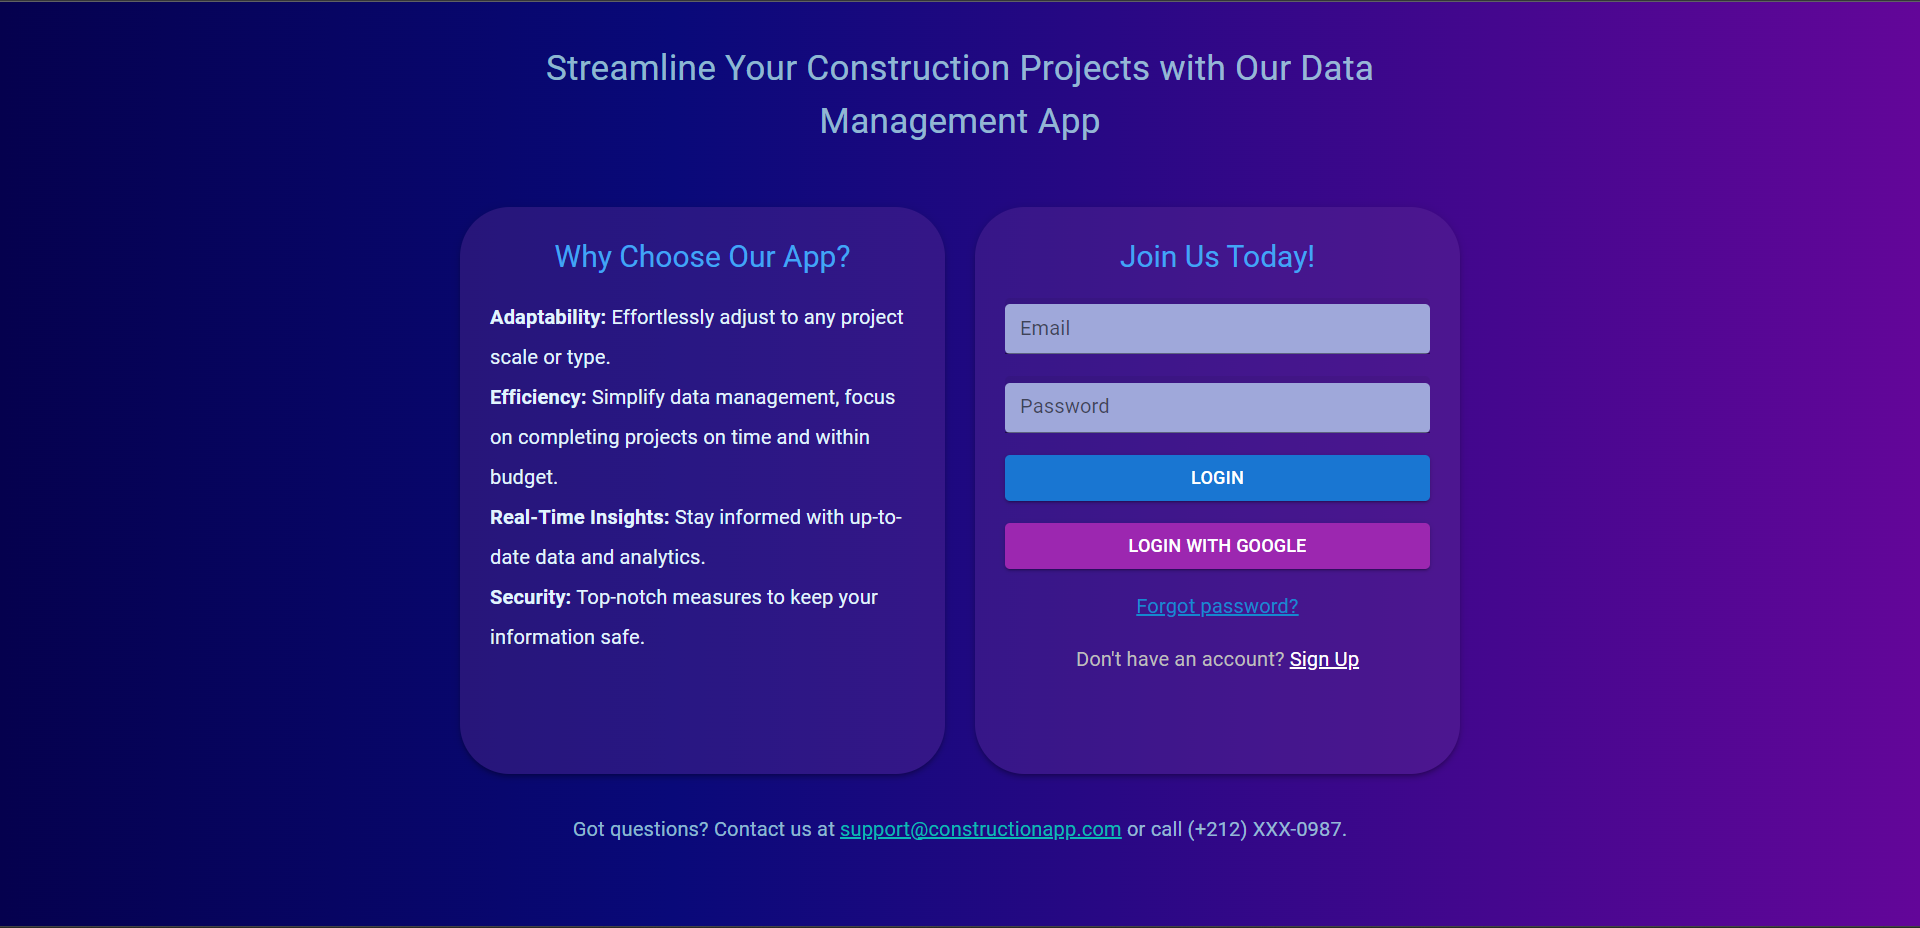 Streamline Your Construction Projects with Our Data
Management App
Why Choose Our App?
Adaptability: Effortlessly adjust to any project
scale or type.
Efficiency: Simplify data management, focus
on completing projects on time and within
budget.
Real-Time Insights: Stay informed with up-to-
date data and analytics.
Security: Top-notch measures to keep your
information safe.
Join Us Today!
Email
Password
LOGIN
LOGIN WITH GOOGLE
Forgot password?
Don't have an account? Sign Up
Got questions? Contact us at support@constructionapp.com or call (+212) XXX-0987.